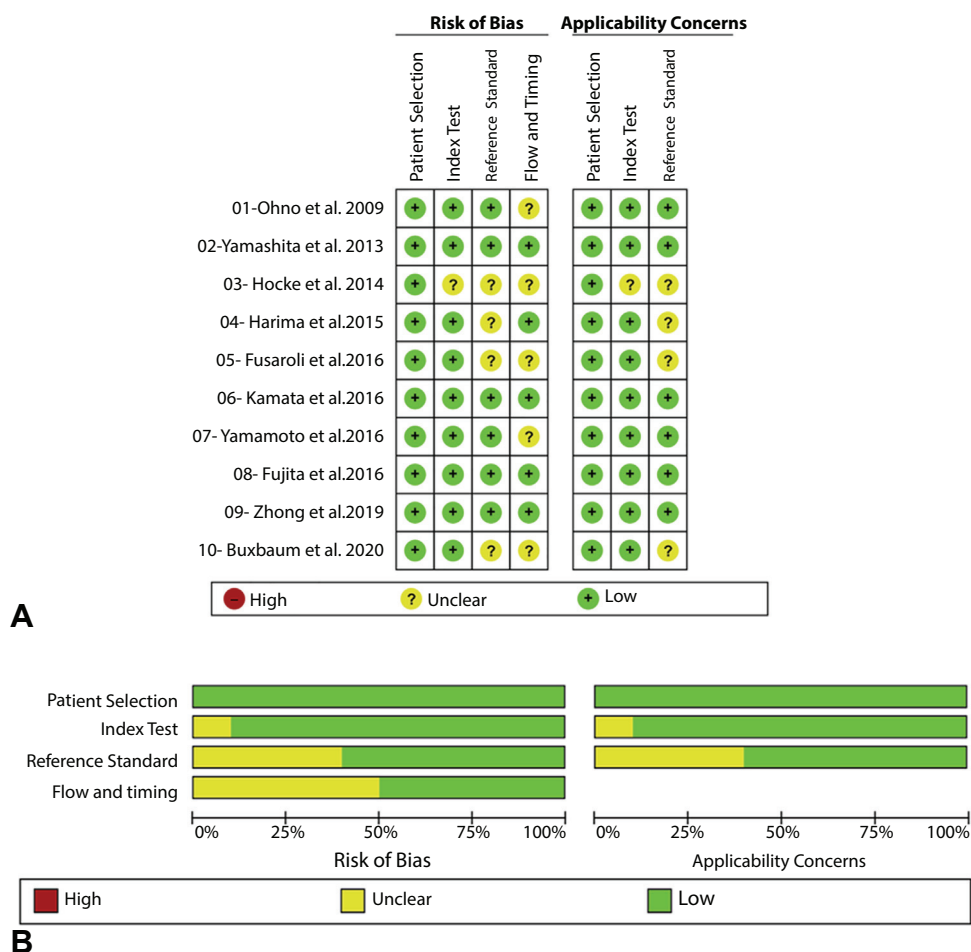 Risk of Bias Applicability Concerns
Patient Selection
Index Test
Reference Standard
Flow and Timing
Patient Selection
Index Test
Reference Standard
01-Ohno et al. 2009 + + + ? + + +
02-Yamashita et al. 2013 + + + + + + +
03- Hocke et al. 2014 + ? ? ? + ? ?
04- Harima et al.2015 + + ? + + + ?
05- Fusaroli et al.2016 + + ? ? + + ?
06- Kamata et al.2016 + + + + + + +
07- Yamamoto et al.2016 + + + ? + + +
08- Fujita et al.2016 + + + + + + +
09- Zhong et al.2019 + + + + + + +
10- Buxbaum et al. 2020 + + ? ? + + ?
– High ? Unclear + Low
A
Patient Selection
Index Test
Reference Standard
Flow and timing
0% 25% 50% 75% 100% 0% 25% 50% 75% 100%
Risk of Bias Applicability Concerns
High Unclear Low
B